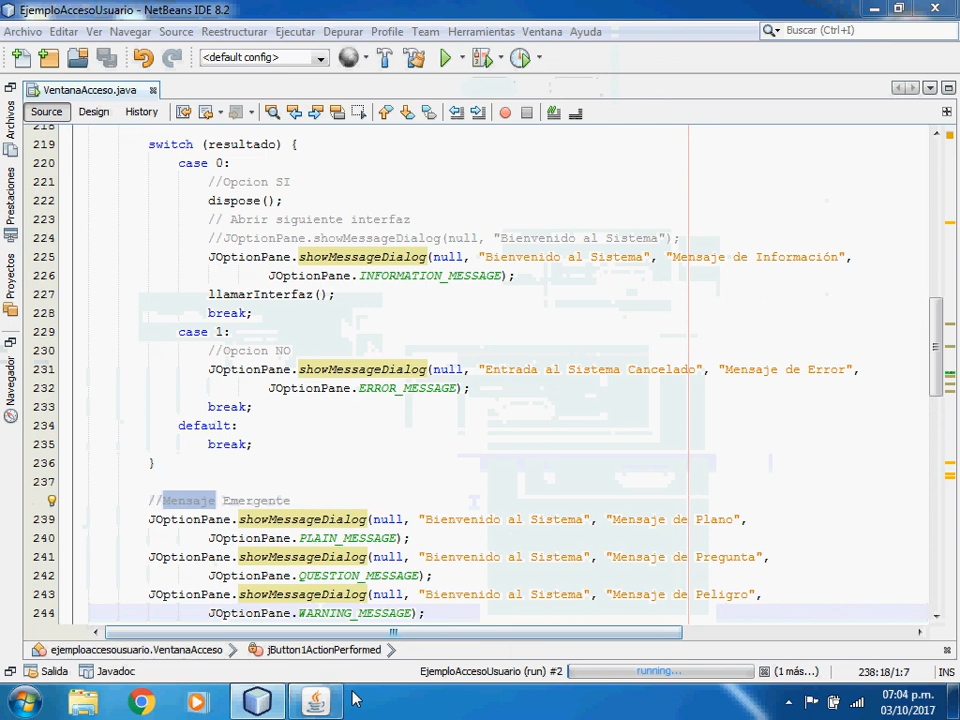 EjemploAccesoUsuario - NetBeans IDE 8.2
Archivo Editar Ver Navegar Source Reestructurar Ejecutar Depurar Profile Team Herramientas Ventana Ayuda
Buscar (Ctrl+I)
<default config>
VentanaAcceso.java
Source Design History
Archivos
Prestaciones
Proyectos
Navegador
218
219 switch (resultado) {
220 case 0:
221 //Opcion SI
222 dispose();
223 // Abrir siguiente interfaz
224 //JOptionPane.showMessageDialog(null, "Bienvenido al Sistema");
225 JOptionPane.showMessageDialog(null, "Bienvenido al Sistema", "Mensaje de Información",
226 JOptionPane.INFORMATION_MESSAGE);
227 llamarInterfaz();
228 break;
229 case 1:
230 //Opcion NO
231 JOptionPane.showMessageDialog(null, "Entrada al Sistema Cancelado", "Mensaje de Error",
232 JOptionPane.ERROR_MESSAGE);
233 break;
234 default:
235 break;
236 }
237
//Mensaje Emergente
239 JOptionPane.showMessageDialog(null, "Bienvenido al Sistema", "Mensaje de Plano",
240 JOptionPane.PLAIN_MESSAGE);
241 JOptionPane.showMessageDialog(null, "Bienvenido al Sistema", "Mensaje de Pregunta",
242 JOptionPane.QUESTION_MESSAGE);
243 JOptionPane.showMessageDialog(null, "Bienvenido al Sistema", "Mensaje de Peligro",
244 JOptionPane.WARNING_MESSAGE);
ejemploaccesousuario.VentanaAcceso jButton1ActionPerformed
Salida Javadoc EjemploAccesoUsuario (run) #2 running... (1 más...) 238:18/1:7 INS
07:04 p.m.
03/10/2017